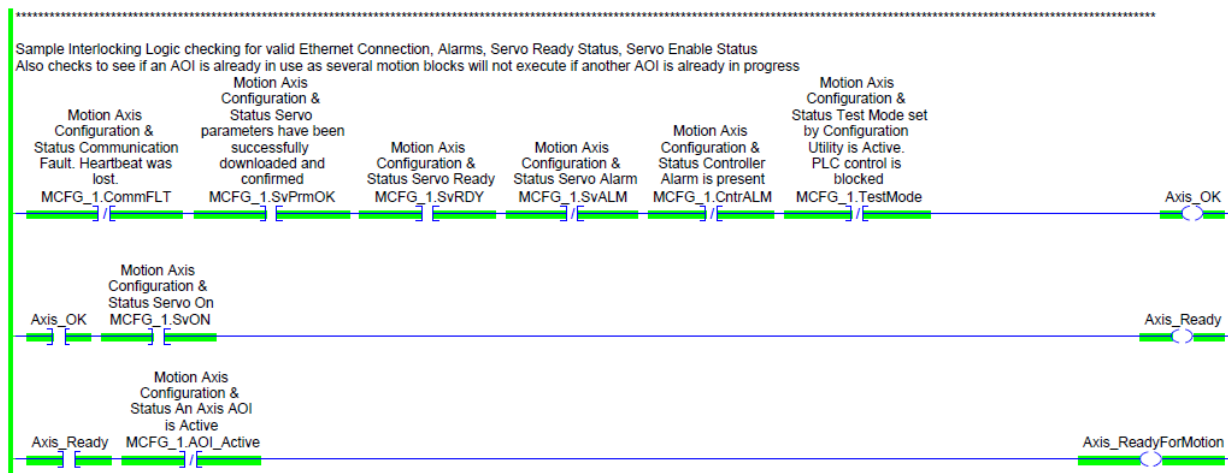 ******************************************************************************************************************************************************
Sample Interlocking Logic checking for valid Ethernet Connection, Alarms, Servo Ready Status, Servo Enable Status
Also checks to see if an AOI is already in use as several motion blocks will not execute if another AOI is already in progress
Motion Axis
Configuration &
Status Communication
Fault. Heartbeat was
lost.
MCFG_1.CommFLT
Motion Axis
Configuration &
Status Servo
parameters have been
successfully
downloaded and
confirmed
MCFG_1.SvPrmOK
Motion Axis
Configuration &
Status Servo Ready
MCFG_1.SvRDY
Motion Axis
Configuration &
Status Servo Alarm
MCFG_1.SvALM
Motion Axis
Configuration &
Status Controller
Alarm is present
MCFG_1.CntrALM
Motion Axis
Configuration &
Status Test Mode set
by Configuration
Utility is Active.
PLC control is
blocked
MCFG_1.TestMode
Axis_OK
Axis_OK
Motion Axis
Configuration &
Status Servo On
MCFG_1.SvON
Axis_Ready
Axis_Ready
Motion Axis
Configuration &
Status An Axis AOI
is Active
MCFG_1.AOI_Active
Axis_ReadyForMotion